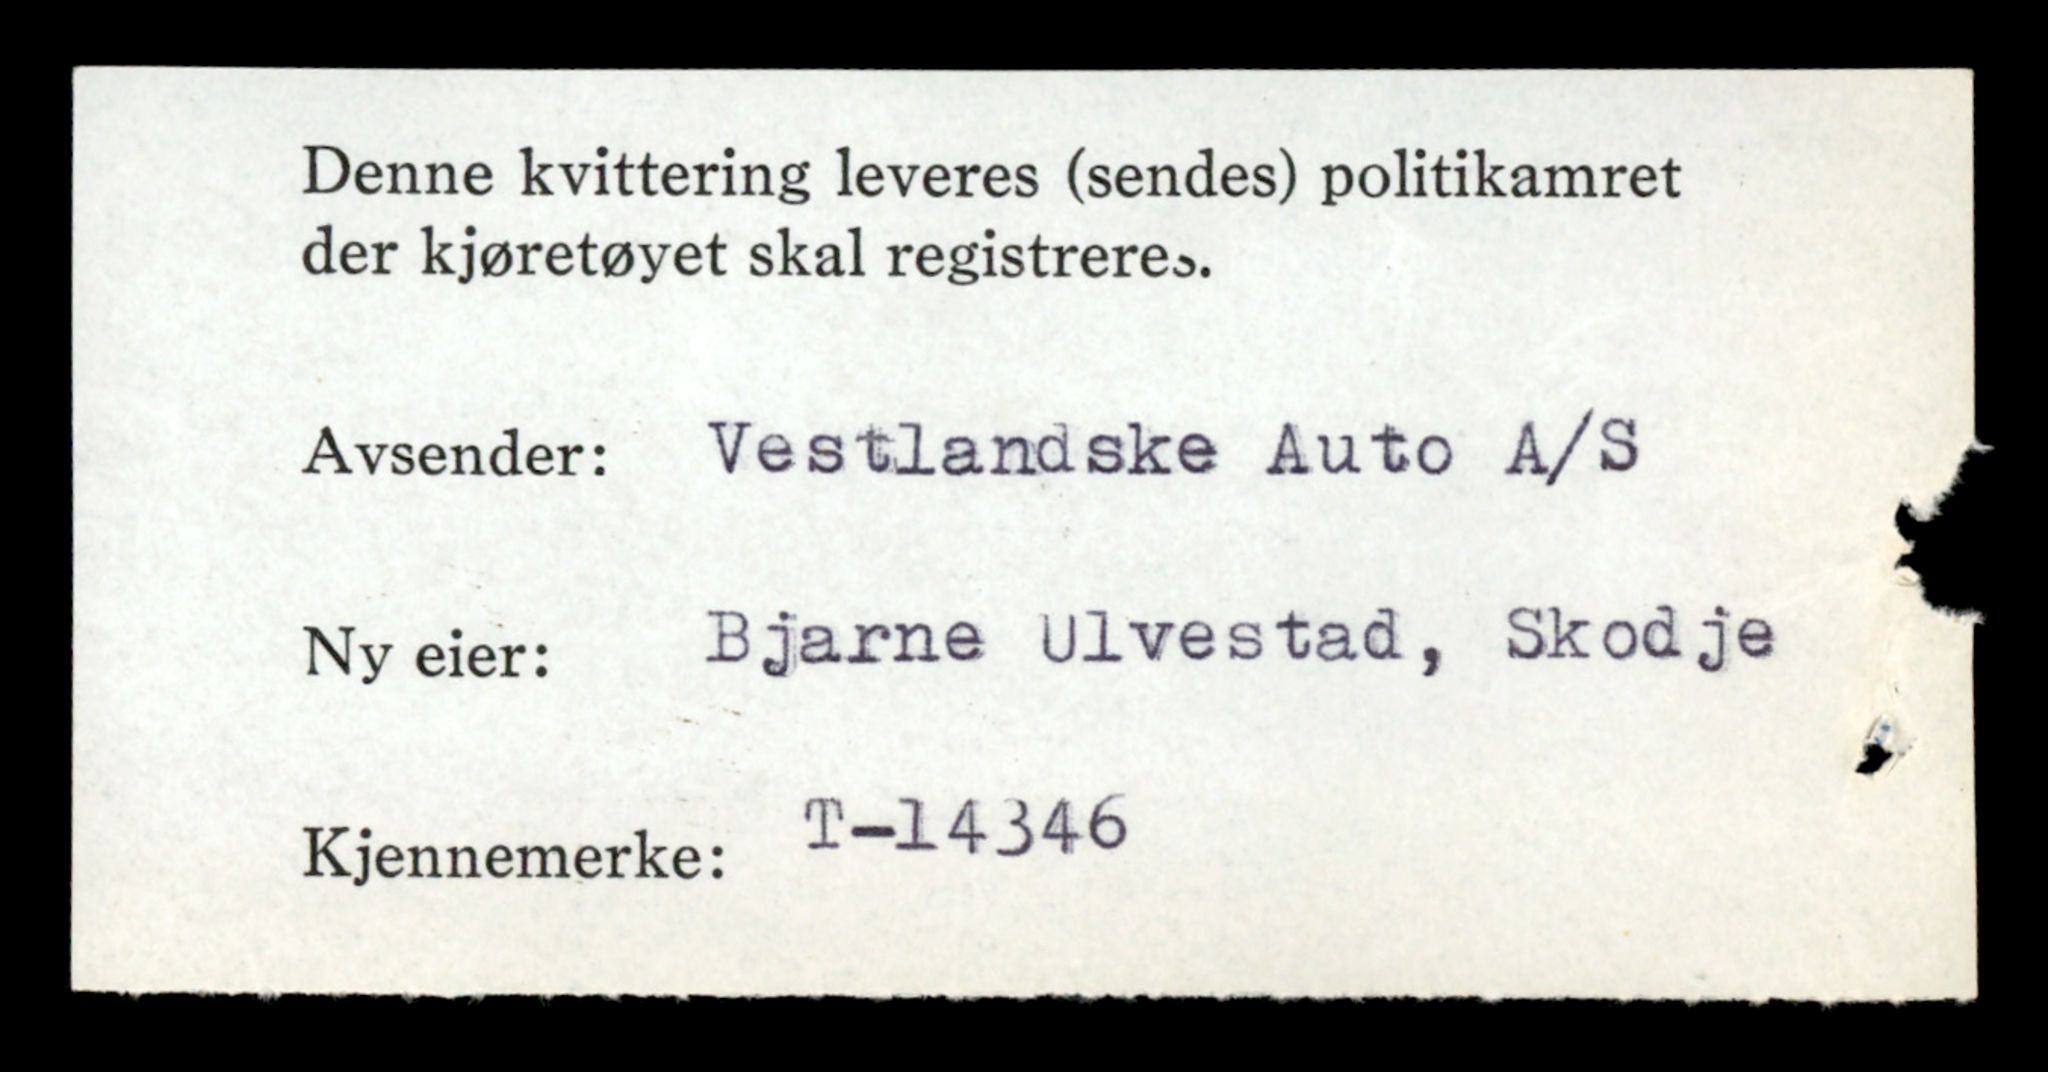 Denne kvittering leveres (sendes) politikamret
der kjøretøyet skal registreres.
Avsender: Vestlandske Auto A/S
Ny eier: Bjarne Ulvestad, Skodje
Kjennemerke: T-14346